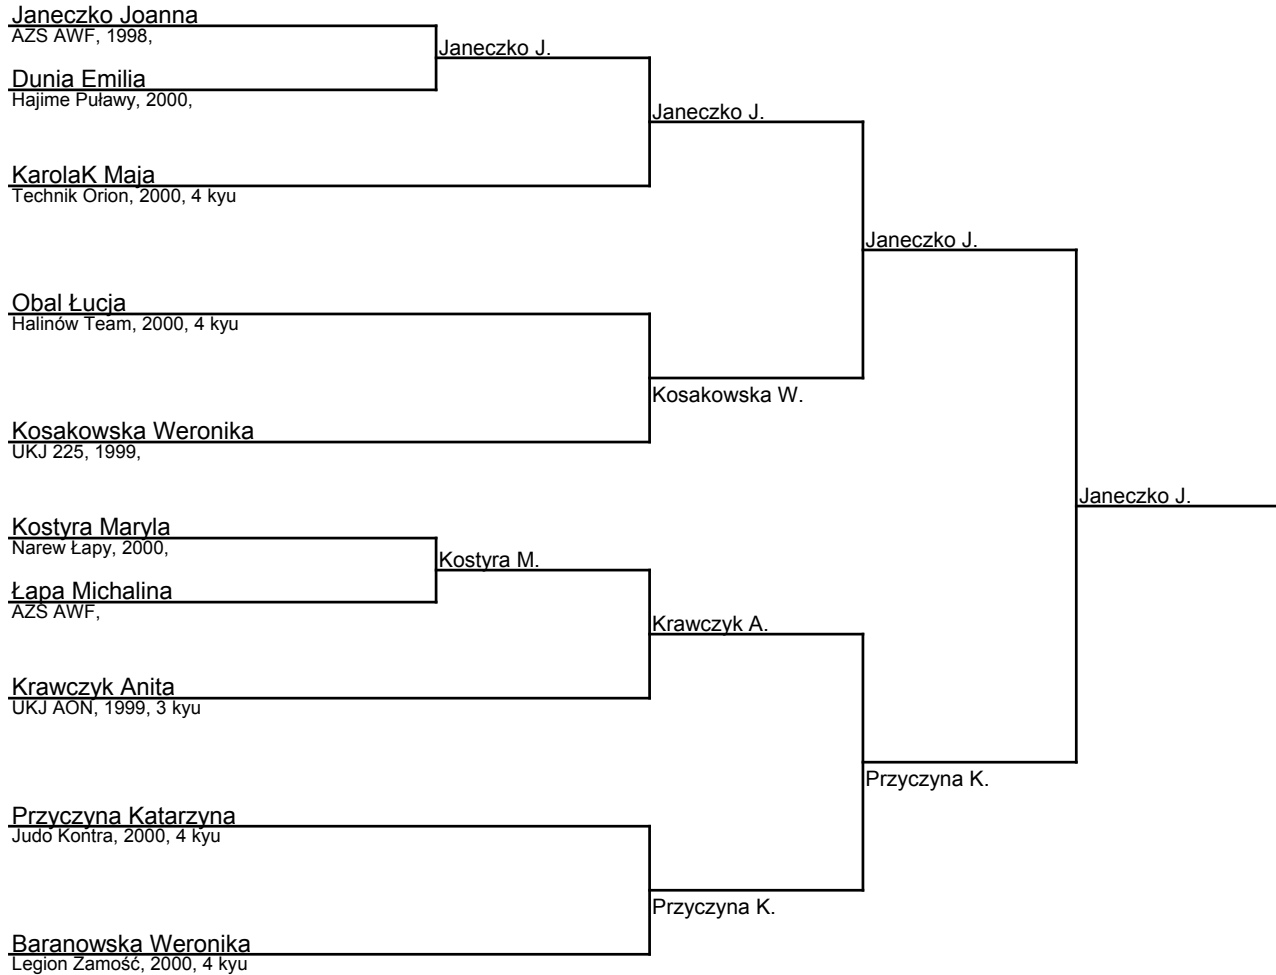 Janeczko Joanna
AZS AWF, 1998,
Janeczko J.
Dunia Emilia
Hajime Puławy, 2000,
Janeczko J.
KarolaK Maja
Technik Orion, 2000, 4 kyu
Janeczko J.
Obal Łucja
Halinów Team, 2000, 4 kyu
Kosakowska W.
Kosakowska Weronika
UKJ 225, 1999,
Janeczko J.
Kostyra Maryla
Narew Łapy, 2000,
Kostyra M.
Łapa Michalina
AZS AWF,
Krawczyk A.
Krawczyk Anita
UKJ AON, 1999, 3 kyu
Przyczyna K.
Przyczyna Katarzyna
Judo Kontra, 2000, 4 kyu
Przyczyna K.
Baranowska Weronika
Legion Zamość, 2000, 4 kyu